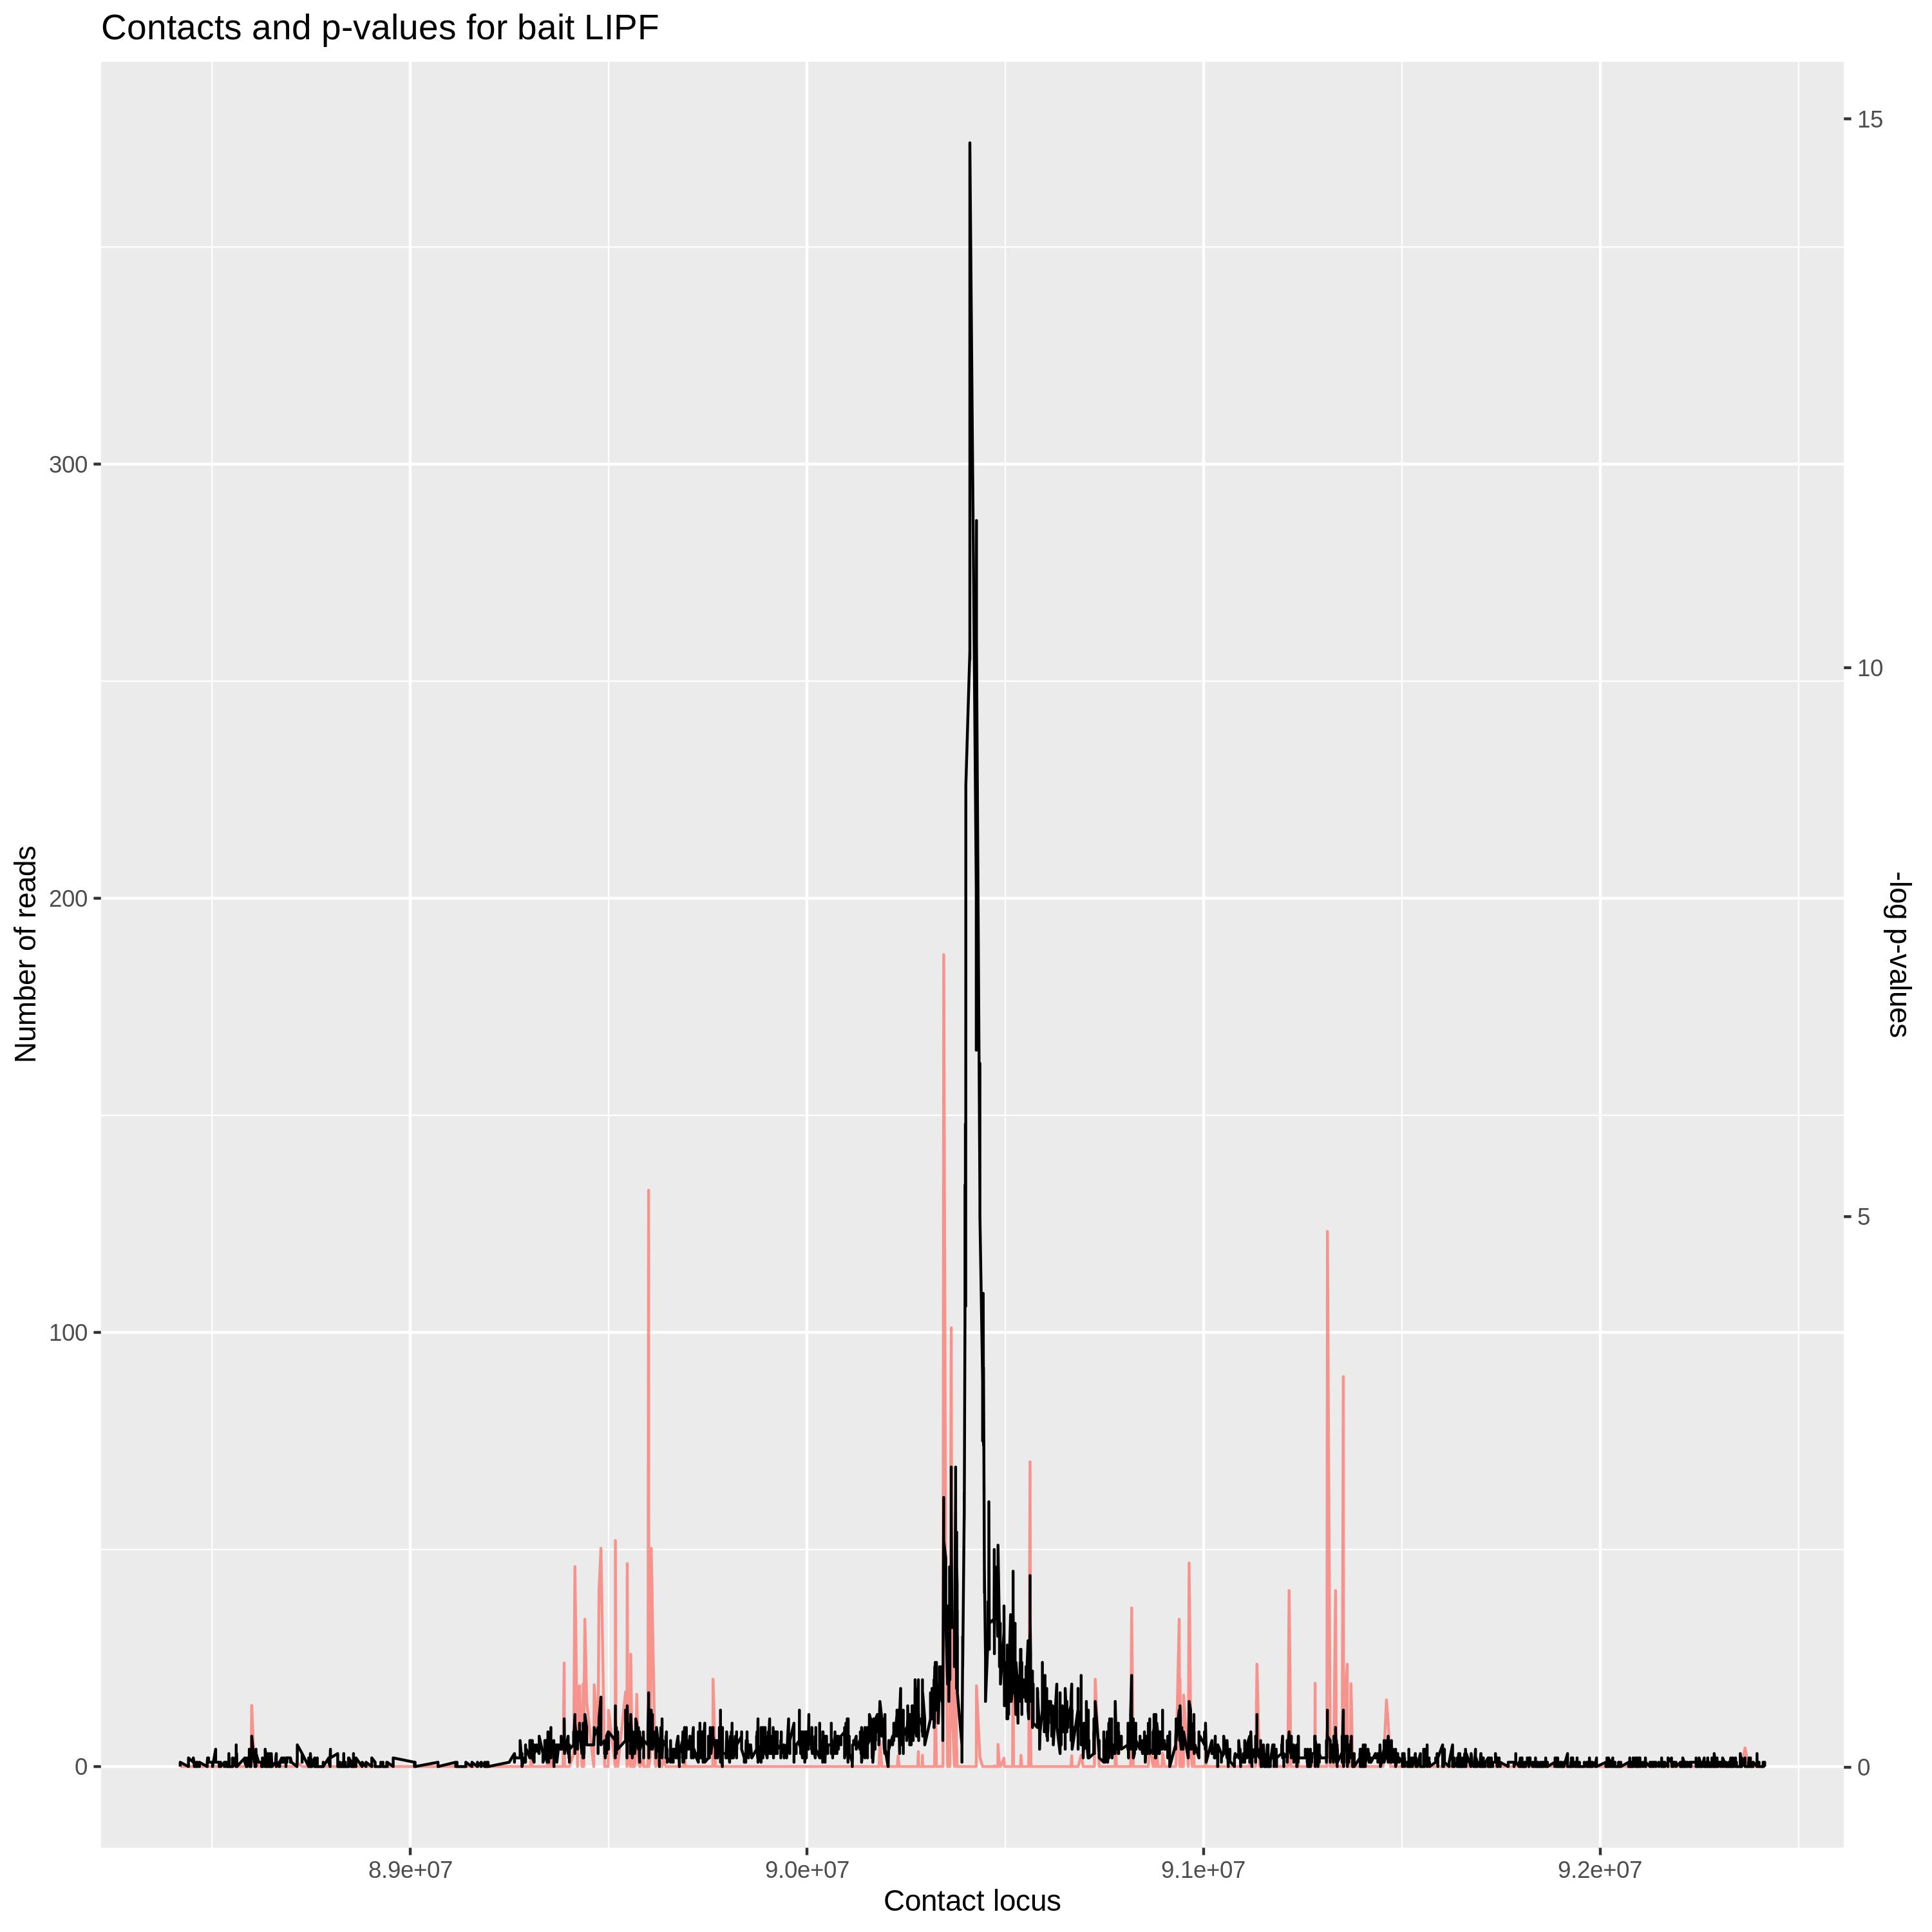 Contacts and p-values for bait LIPF
Number of reads
300
200
100
0
15
10
5
0
-log p-values
8.9e+07
9.0e+07
9.1e+07
9.2e+07
Contact locus